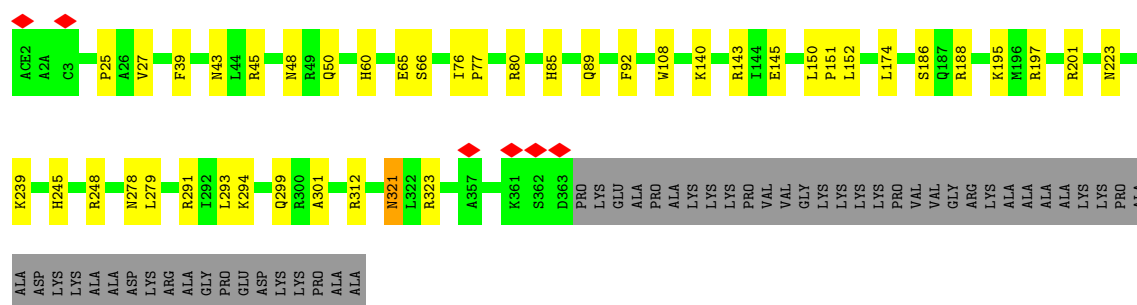 ACE2 A2A C3 P25 A26 V27 F39 N43 L44 R45 N48 R49 Q50 H60 E65 S66 I76 P77 R80 H85 Q89 F92 W108 K140 R143 I144 E145 L150 P151 L152 L174 S186 Q187 R188 K195 M196 R197 R201 N223
K239 H245 R248 N278 L279 R291 I292 L293 K294 Q299 R300 A301 R312 N321 L322 R323 A357 K361 S362 D363 PRO LYS GLU ALA PRO ALA LYS LYS LYS PRO VAL VAL GLY LYS LYS LYS LYS PRO VAL VAL GLY ARG LYS ALA ALA ALA ALA LYS LYS PRO ALA
ALA ASP LYS LYS ALA ALA ASP LYS ARG ALA GLY PRO GLU ASP LYS LYS PRO ALA ALA